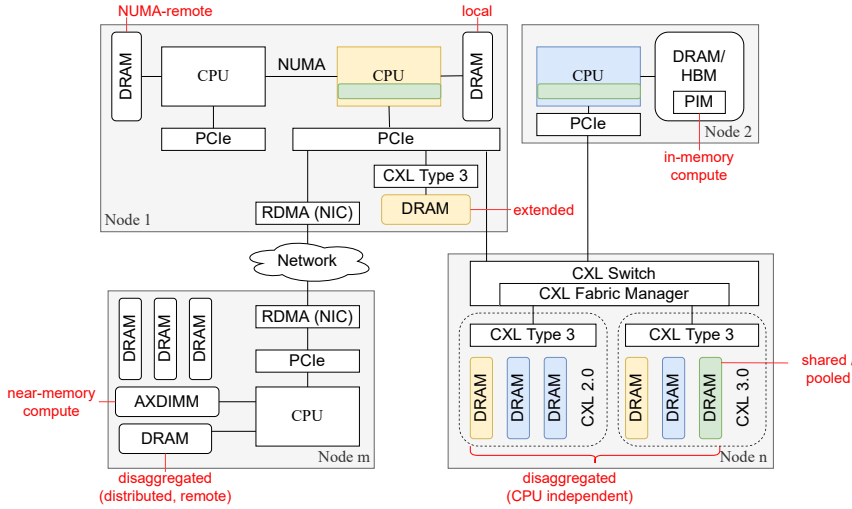 NUMA-remote
local
DRAM
CPU
NUMA
CPU
DRAM
PCIe
PCIe
CXL Type 3
DRAM
extended
RDMA (NIC)
Node 1
CPU
DRAM/
HBM
PIM
PCIe
Node 2
in-memory
compute
Network
RDMA (NIC)
PCIe
CPU
DRAM
DRAM
DRAM
near-memory
compute
AXDIMM
DRAM
Node m
disaggregated
(distributed, remote)
CXL Switch
CXL Fabric Manager
CXL Type 3
CXL Type 3
DRAM
DRAM
DRAM
CXL 2.0
DRAM
DRAM
DRAM
CXL 3.0
shared /
pooled
Node n
disaggregated
(CPU independent)